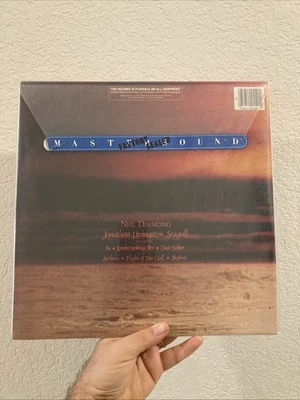 THIS RECORD IS PLAYABLE ON ALL EQUIPMENT
MAST
FACTORY
SEALED
OUND
NEIL DIAMOND
Jonathan Livingston Seagull
Be • Lonely Looking Sky • Dear Father
Anthem • Flight of The Gull • Skybird